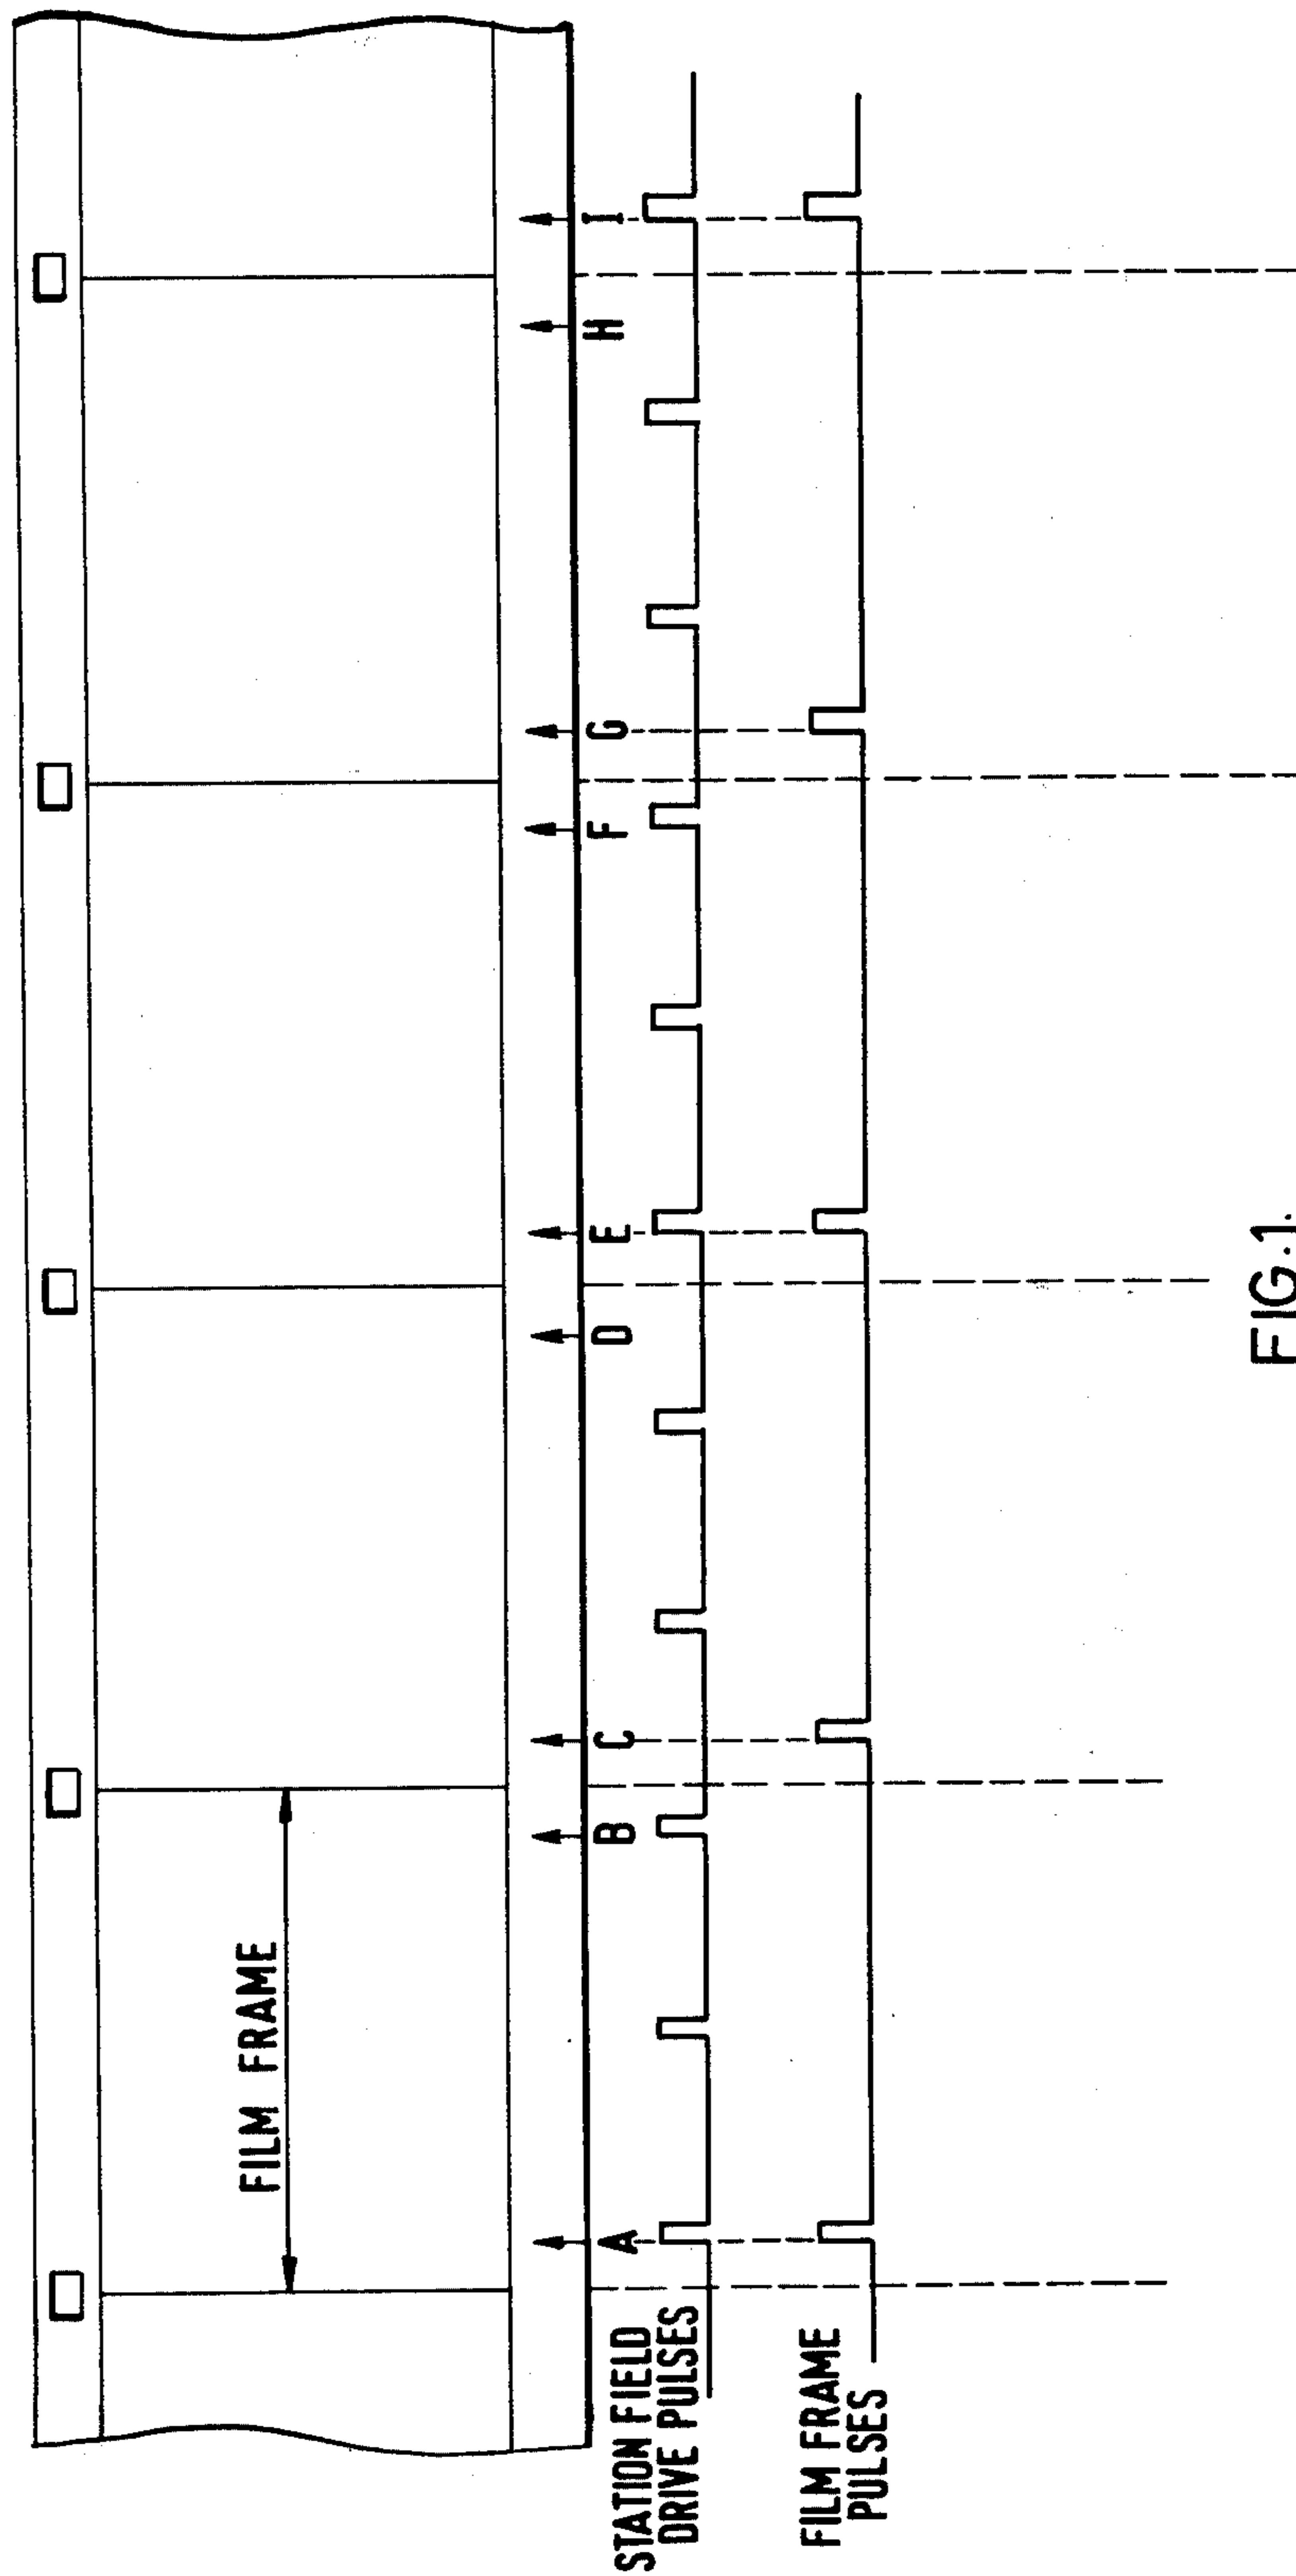 FILM FRAME
A B C D E F G H I
STATION FIELD
DRIVE PULSES
FILM FRAME
PULSES
FIG.1.